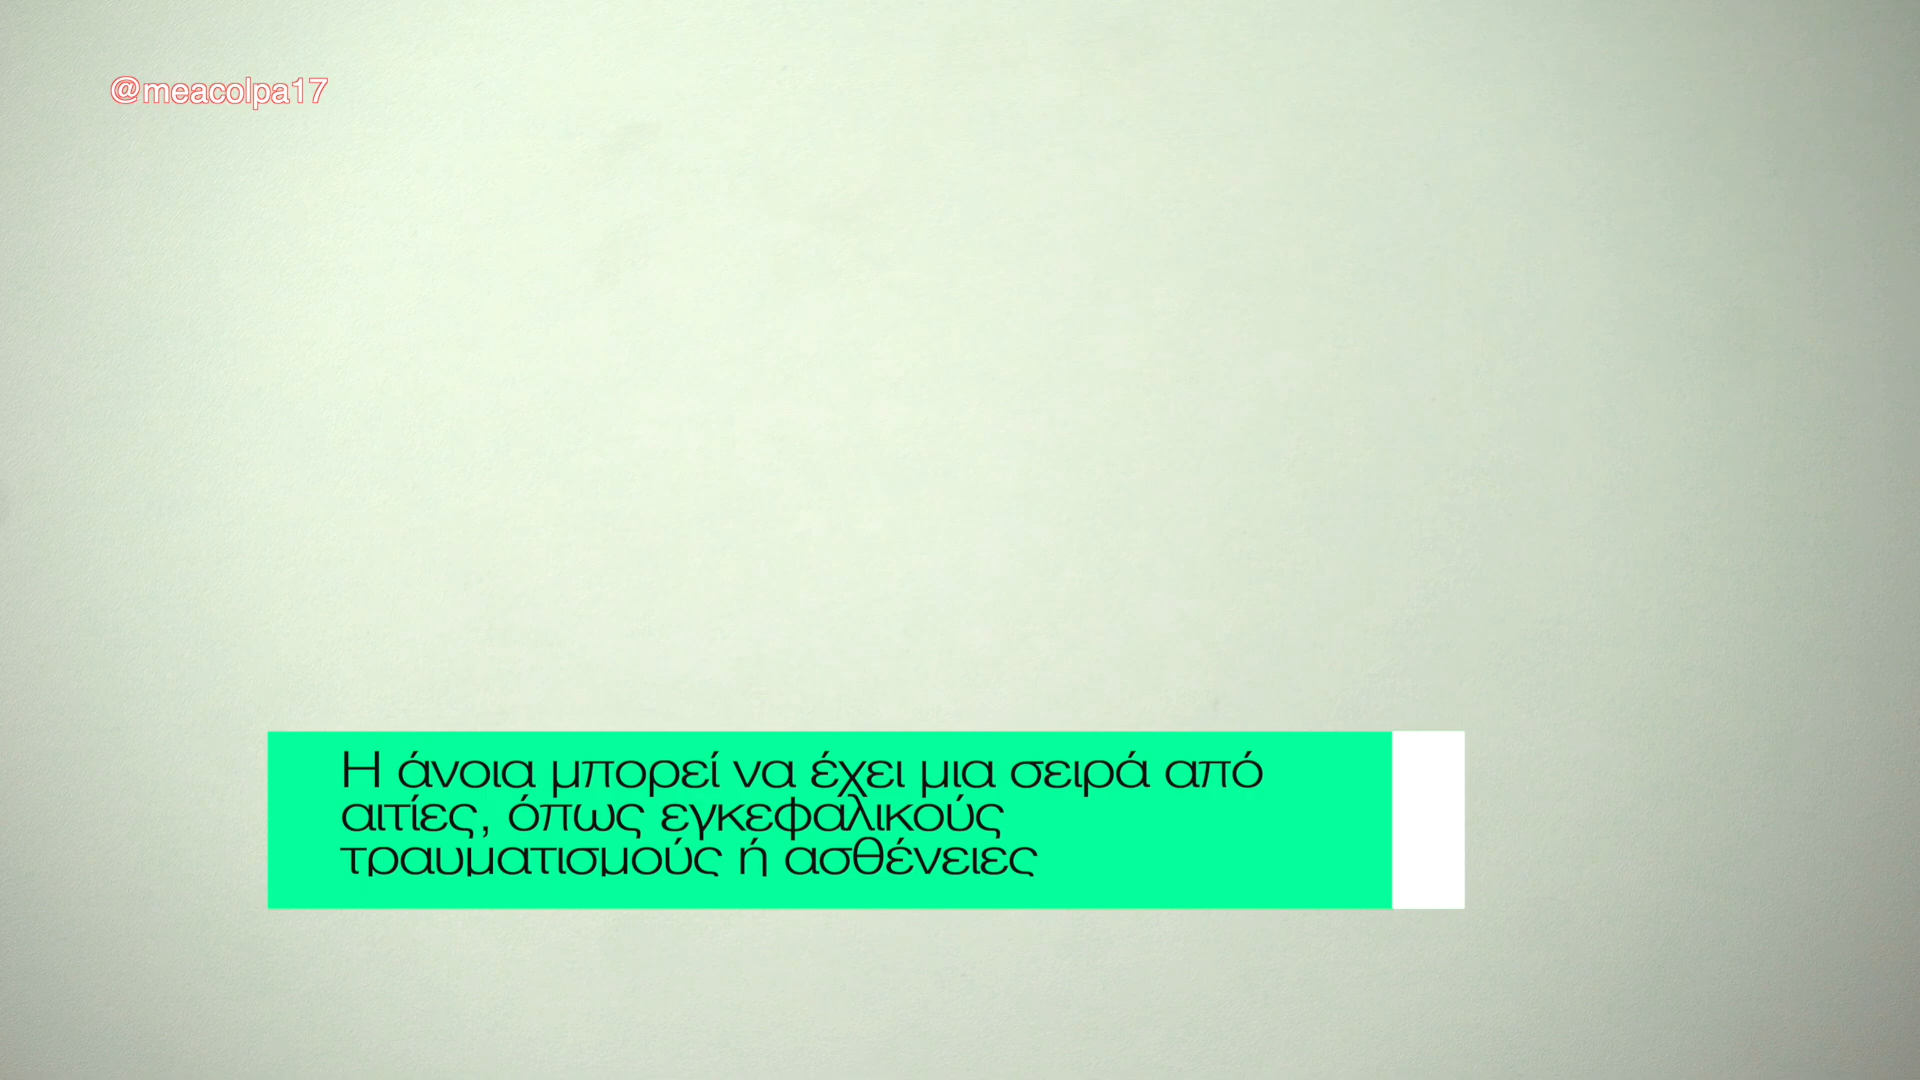 @meacolpa17
Η άνοια μπορεί να έχει μια σειρά από
αιτίες, όπως εγκεφαλικούς
τραυματισμούς ή ασθένειες